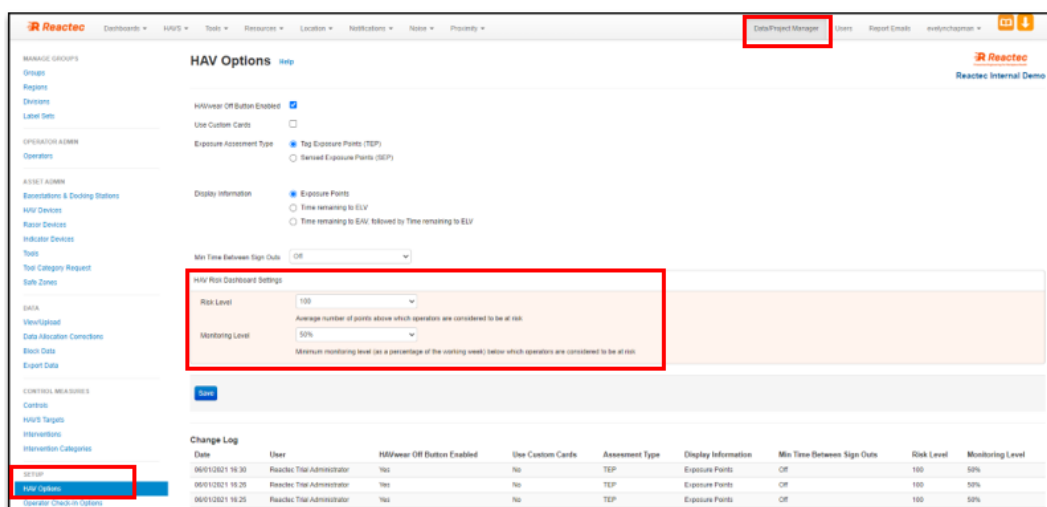 Reactec Dashboards HAVS Tools Resources Location Notifications Noise Proximity Data/Project Manager Users Report Emails evelynchapman
MANAGE GROUPS
Groups
Regions
Divisions
Label Sets
OPERATOR ADMIN
Operators
ASSET ADMIN
Basestations & Docking Stations
HAV Devices
Razor Devices
Indicator Devices
Tools
Tool Category Request
Safe Zones
DATA
View/Upload
Data Allocation Corrections
Block Data
Export Data
CONTROL MEASURES
Controls
HAVS Targets
Interventions
Intervention Categories
SETUP
HAV Options
Operator Check-In Options
HAV Options Help
Reactec
Reactec Internal Demo
HAVwear Off Button Enabled
Use Custom Cards
Exposure Assesment Type Tag Exposure Points (TEP)
Sensed Exposure Points (SEP)
Display Information Exposure Points
Time remaining to ELV
Time remaining to EAV, followed by Time remaining to ELV
Min Time Between Sign Outs Off
HAV Risk Dashboard Settings
Risk Level 100
Average number of points above which operators are considered to be at risk
Monitoring Level 50%
Minimum monitoring level (as a percentage of the working week) below which operators are considered to be at risk
Save
Change Log
Date User HAVwear Off Button Enabled Use Custom Cards Assesment Type Display Information Min Time Between Sign Outs Risk Level Monitoring Level
06/01/2021 16:30 Reactec Trial Administrator Yes No TEP Exposure Points Off 100 50%
06/01/2021 16:25 Reactec Trial Administrator Yes No TEP Exposure Points Off 100 50%
06/01/2021 16:25 Reactec Trial Administrator Yes No TEP Exposure Points Off 100 50%